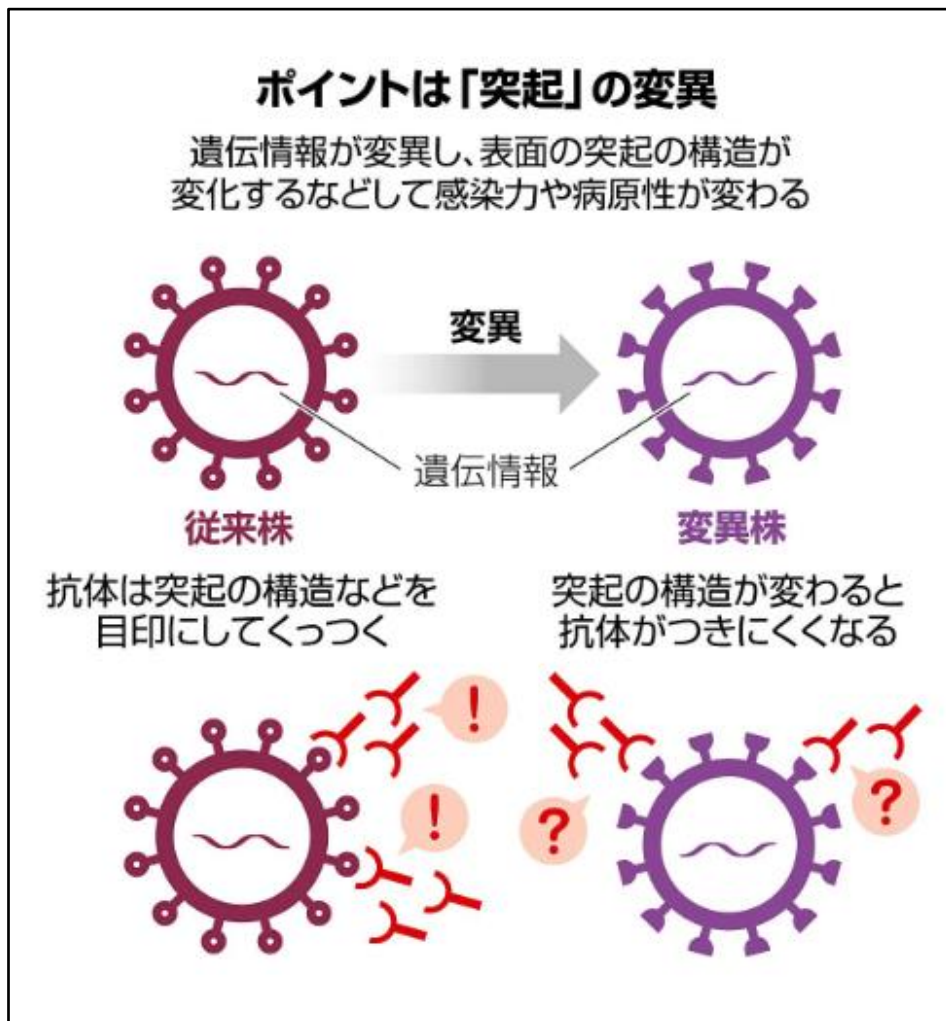 ポイントは「突起」の変異
遺伝情報が変異し、表面の突起の構造が
変化するなどして感染力や病原性が変わる
変異
遺伝情報
従来株
変異株
抗体は突起の構造などを
目印にしてくっつく
突起の構造が変わると
抗体がつきにくくなる
!
!
?
?